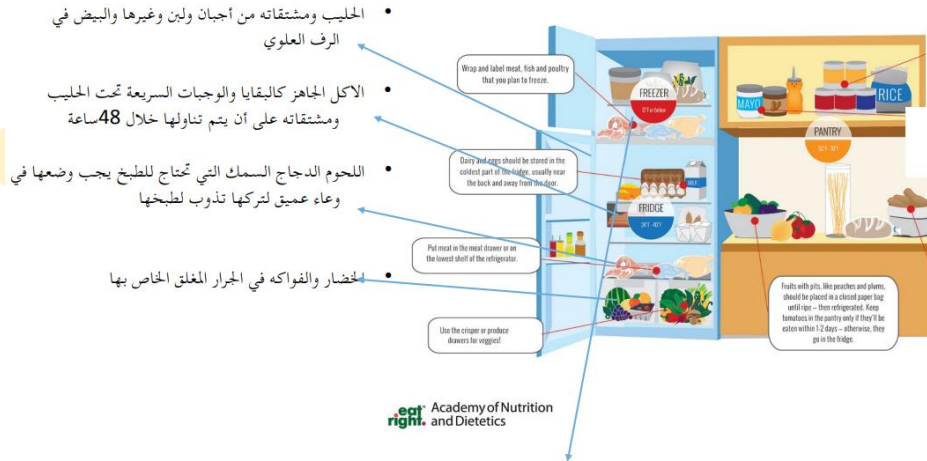 • الحليب ومشتقاته من أجبان ولبن وغيرها والبيض في
الرف العلوي
• الاكل الجاهز كالبقايا والوجبات السريعة تحت الحليب
ومشتقاته على أن يتم تناولها خلال 48ساعة
• اللحوم الدجاج السمك التي تحتاج للطبخ يجب وضعها في
وعاء عميق لتركها تذوب لطبخها
• الخضار والفواكه في الجرار المغلق الخاص بها
Wrap and label meat, fish and poultry
that you plan to freeze.
FREEZER
0°F or below
Dairy and eggs should be stored in the
coldest part of the fridge, usually near
the back and away from the door.
MILK
FRIDGE
Put meat in the meat drawer or on
the lowest shelf of the refrigerator.
Use the crisper or produce
drawers for veggies!
MAYO
RICE
PANTRY
Fruits with pits, like peaches and plums,
should be placed in a closed paper bag
until ripe – then refrigerated. Keep
tomatoes in the pantry only if they'll be
eaten within 1-2 days – otherwise, they
go in the fridge.
eat right. Academy of Nutrition
and Dietetics